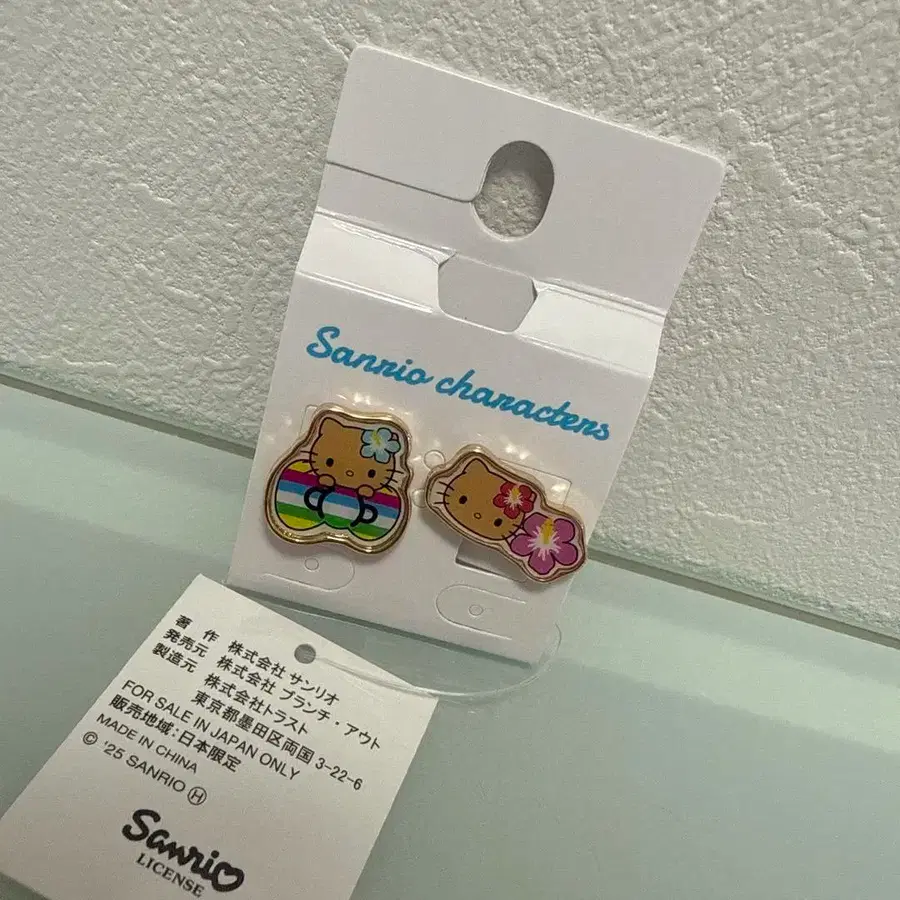 Sanrio characters
著 作 株式会社 サンリオ
発売元 株式会社 ブランチ・アウト
製造元 株式会社トラスト
東京都墨田区両国 3-22-6
販売地域:日本限定
FOR SALE IN JAPAN ONLY
MADE IN CHINA
© '25 SANRIO Ⓗ
Sanrio
LICENSE